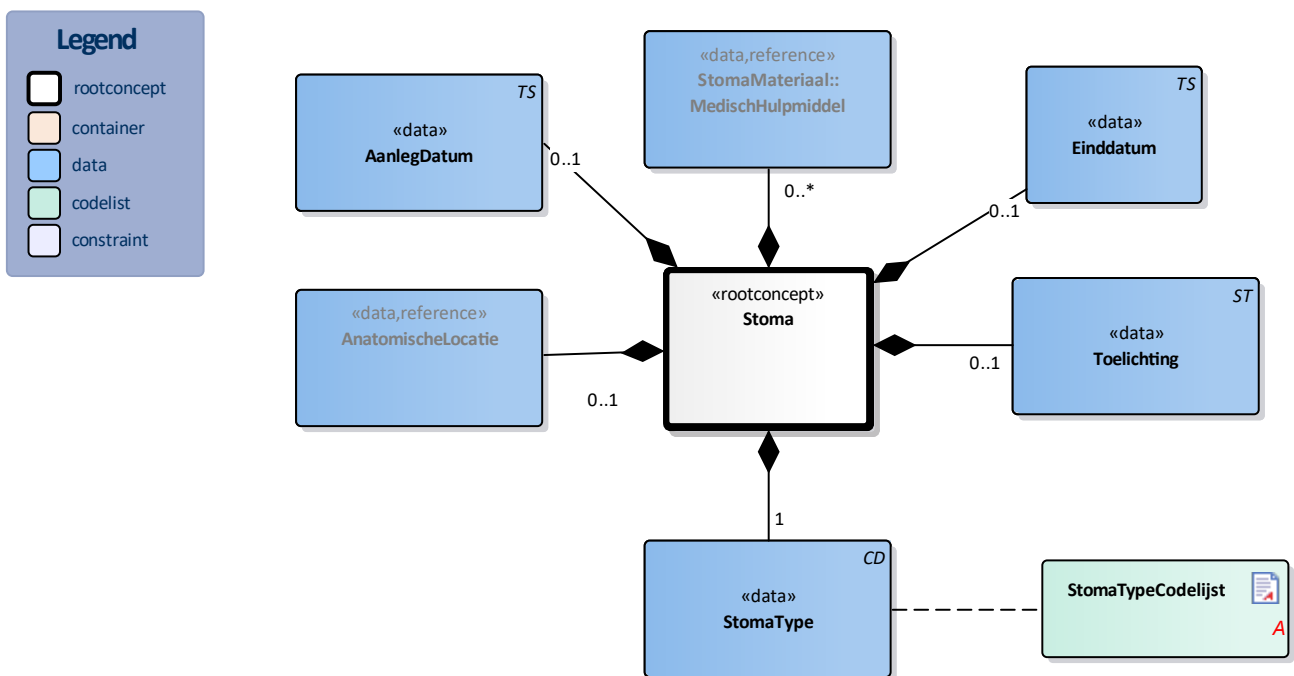 Legend
rootconcept
container
data
codelist
constraint
TS
«data»
AanlegDatum
0..1
«data,reference»
StomaMateriaal::
MedischHulpmiddel
0..*
TS
«data»
Einddatum
0..1
«data,reference»
AnatomischeLocatie
0..1
«rootconcept»
Stoma
ST
«data»
Toelichting
0..1
1
CD
«data»
StomaType
StomaTypeCodelijst
A